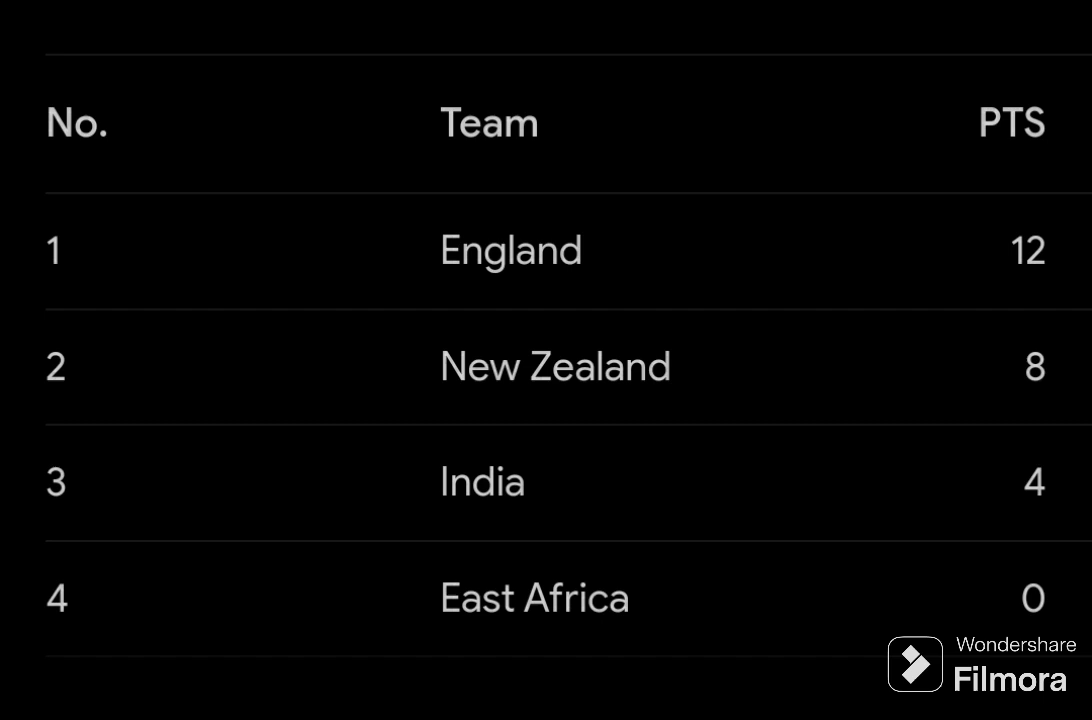 No. Team PTS
1 England 12
2 New Zealand 8
3 India 4
4 East Africa 0
Wondershare
Filmora